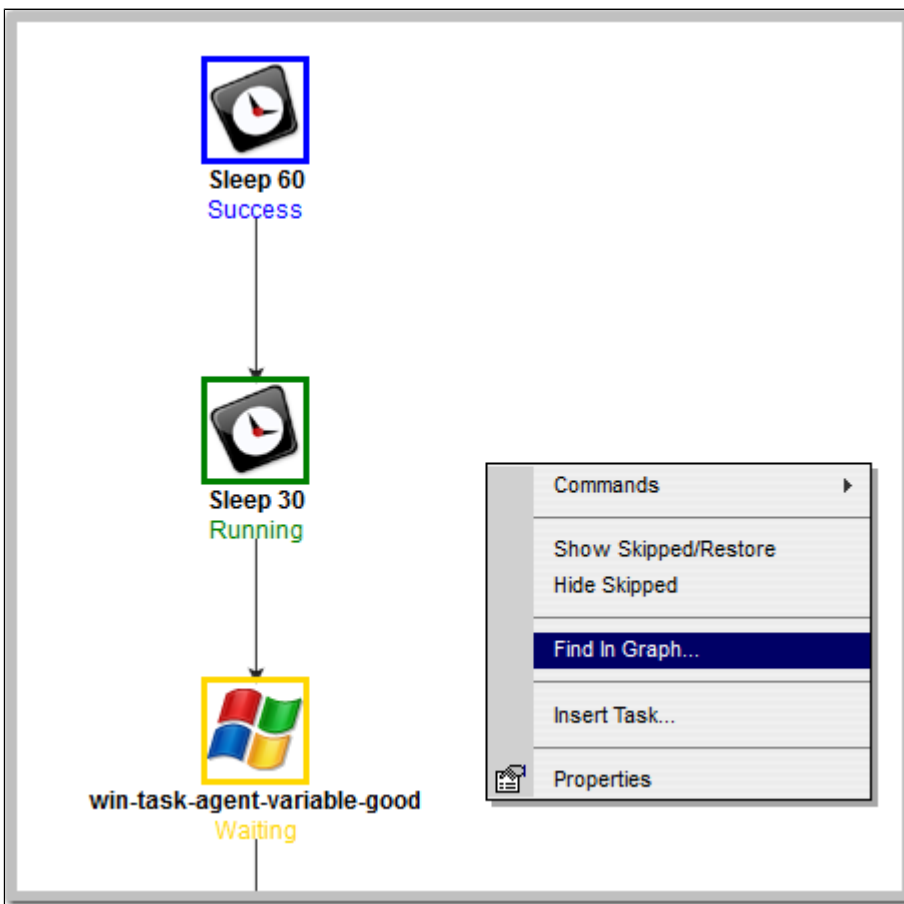 Sleep 60
Success
Sleep 30
Running
win-task-agent-variable-good
Waiting
Commands
Show Skipped/Restore
Hide Skipped
Find In Graph...
Insert Task...
Properties